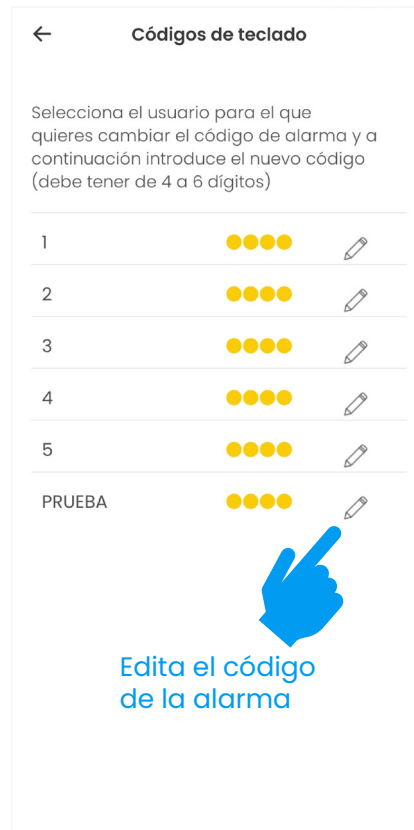 Códigos de teclado
Selecciona el usuario para el que
quieres cambiar el código de alarma y a
continuación introduce el nuevo código
(debe tener de 4 a 6 dígitos)
1
2
3
4
5
PRUEBA
Edita el código
de la alarma